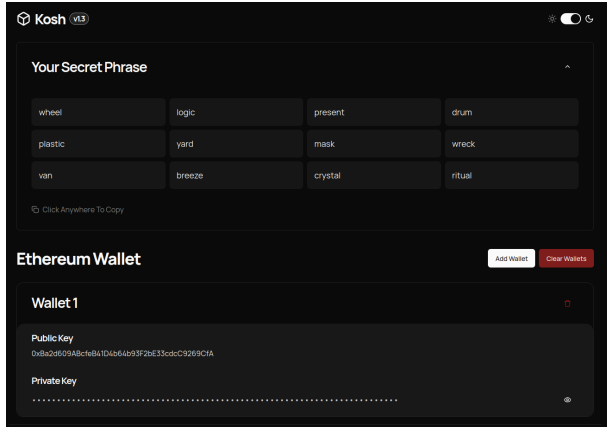 Kosh v1.3
Your Secret Phrase
wheel logic present drum
plastic yard mask wreck
van breeze crystal ritual
Click Anywhere To Copy
Ethereum Wallet Add Wallet Clear Wallets
Wallet 1
Public Key
0xBa2d609ABcfeB41D4b64b93F2bE33cdcC9269CfA
Private Key